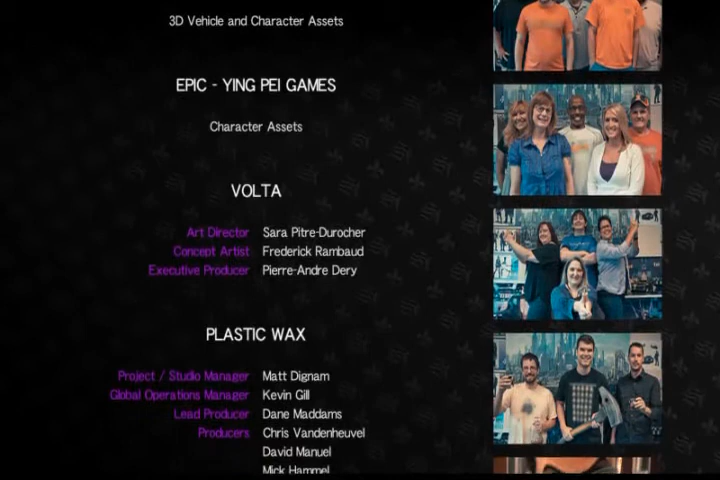 3D Vehicle and Character Assets
EPIC - YING PEI GAMES
Character Assets
VOLTA
Art Director Sara Pitre-Durocher
Concept Artist Frederick Rambaud
Executive Producer Pierre-Andre Dery
PLASTIC WAX
Project / Studio Manager Matt Dignam
Global Operations Manager Kevin Gill
Lead Producer Dane Maddams
Producers Chris Vandenheuvel
David Manuel
Mick Hammel